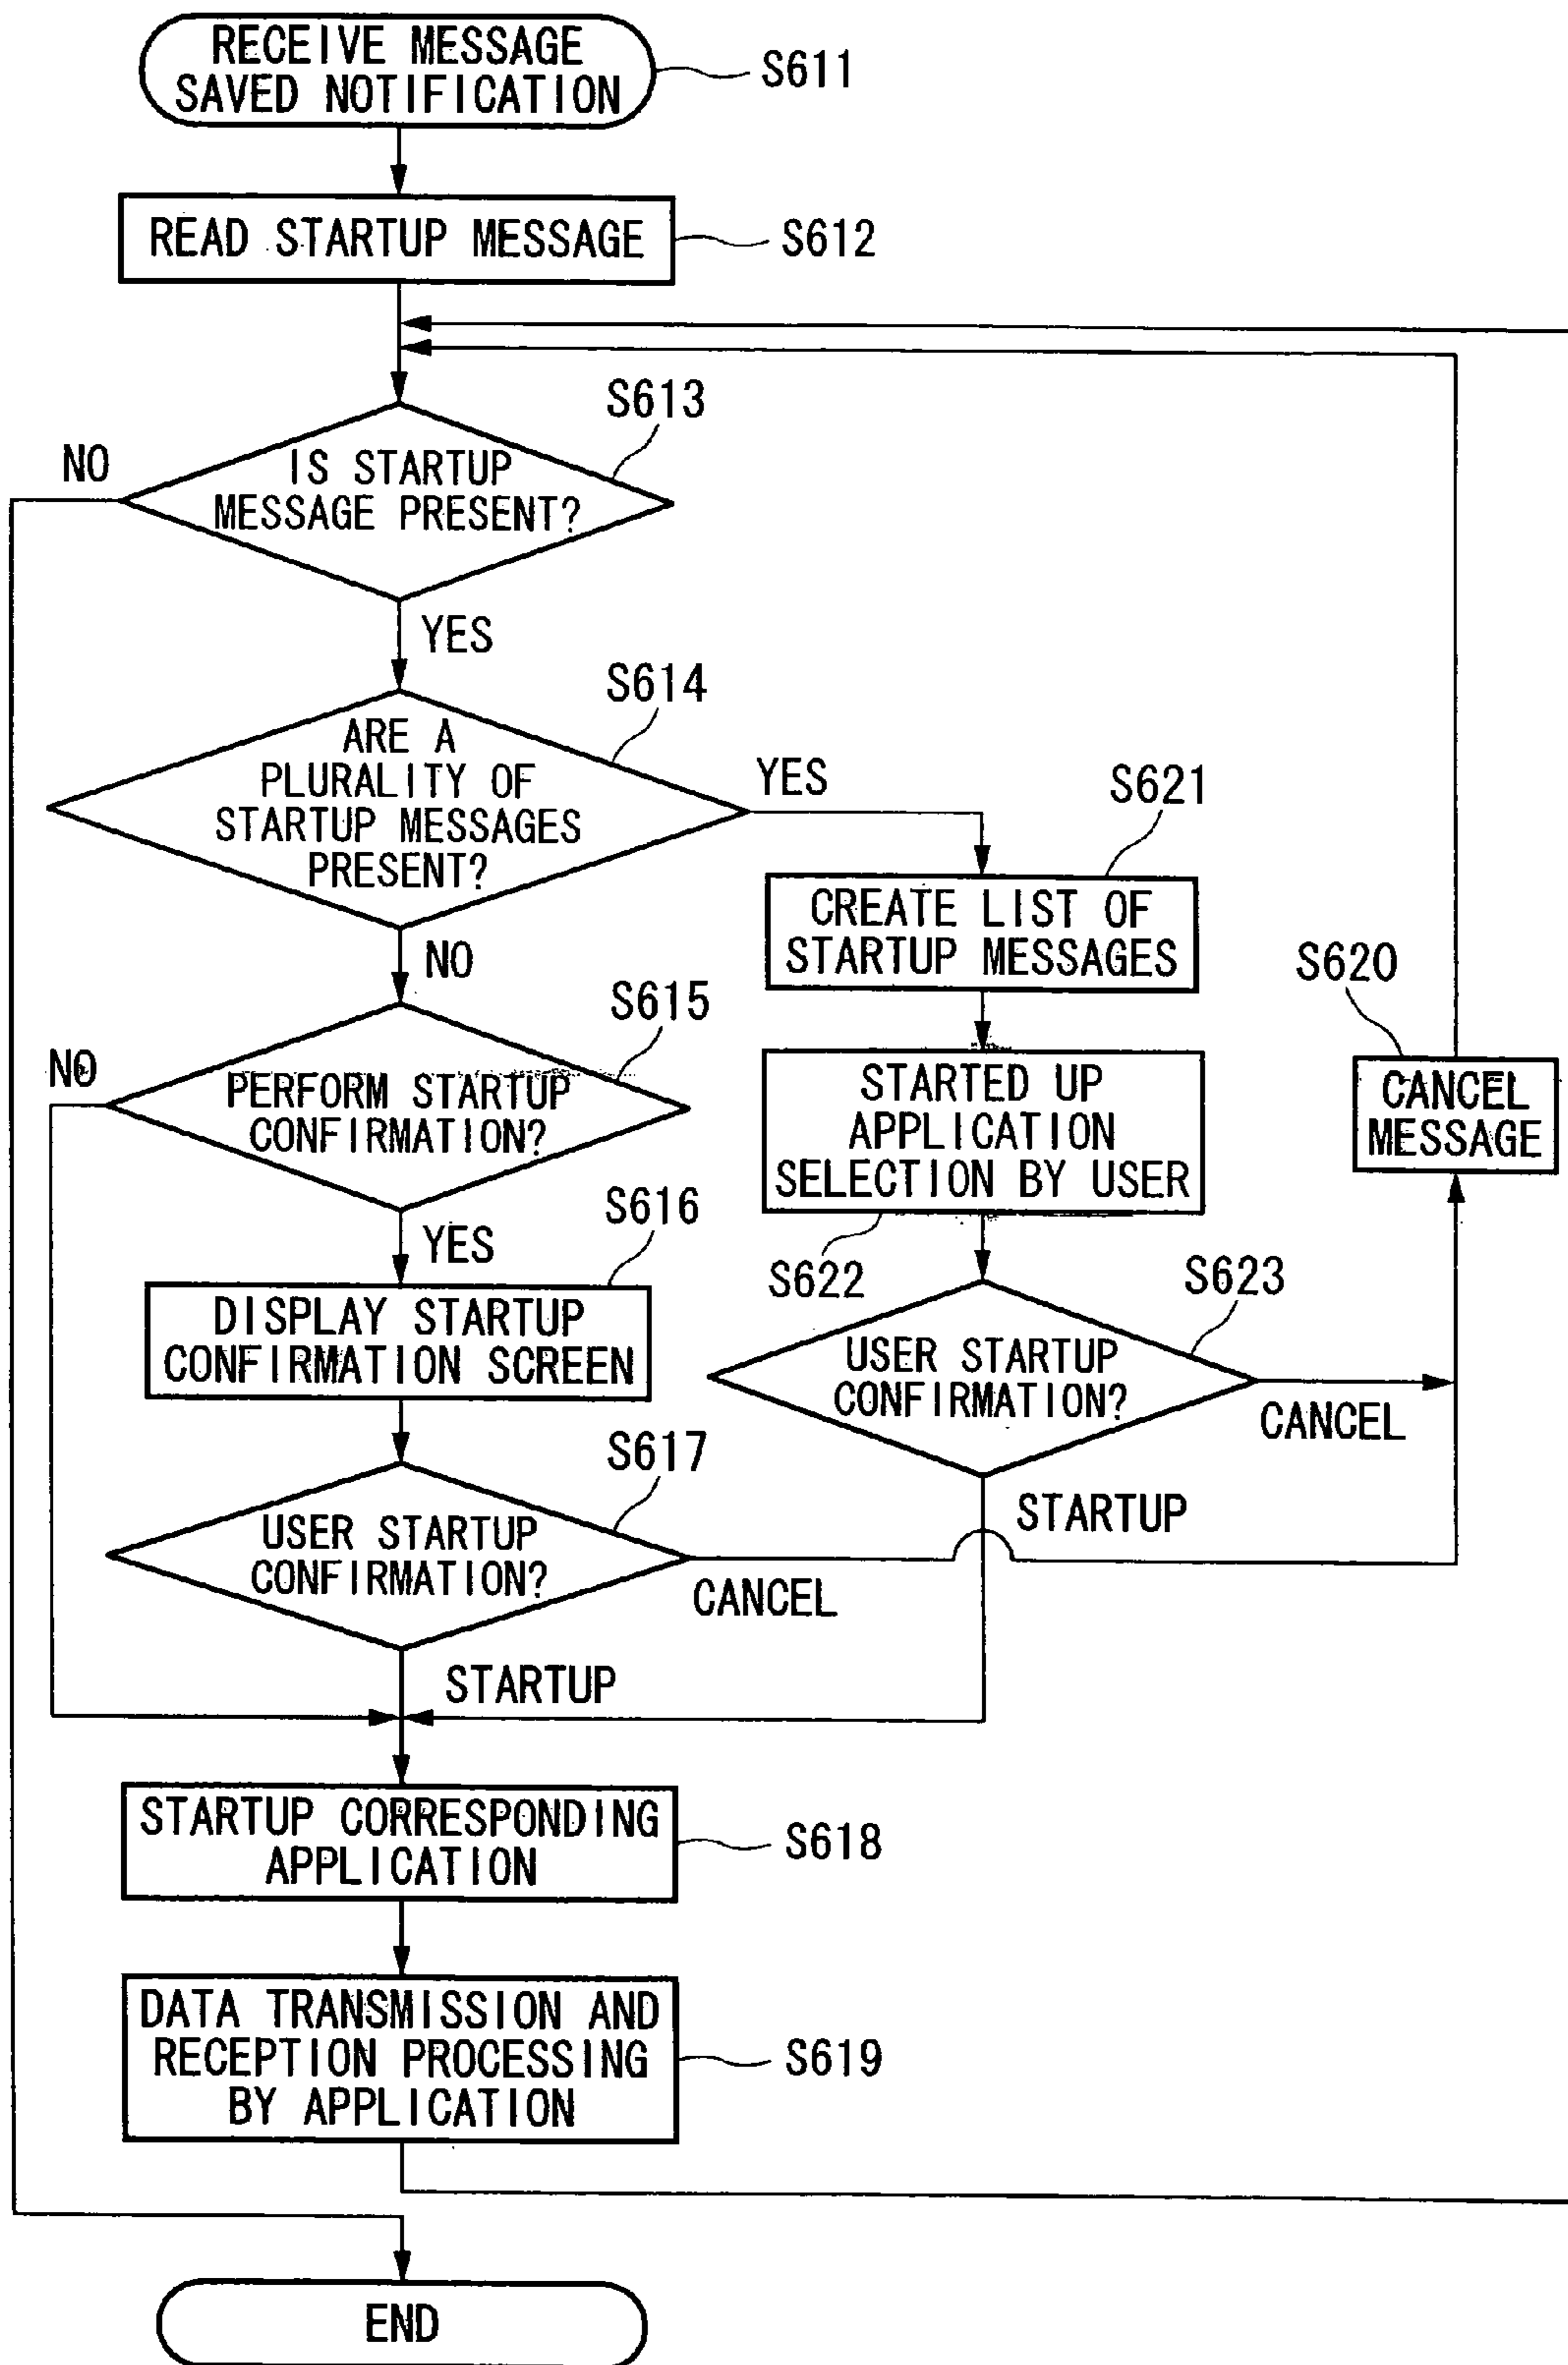 RECEIVE MESSAGE
SAVED NOTIFICATION
S611
READ STARTUP MESSAGE
S612
S613
NO
IS STARTUP
MESSAGE PRESENT?
YES
S614
ARE A
PLURALITY OF
STARTUP MESSAGES
PRESENT?
YES
S621
CREATE LIST OF
STARTUP MESSAGES
NO
S620
S615
NO
PERFORM STARTUP
CONFIRMATION?
STARTED UP
APPLICATION
SELECTION BY USER
CANCEL
MESSAGE
S616
YES
S622
S623
DISPLAY STARTUP
CONFIRMATION SCREEN
USER STARTUP
CONFIRMATION?
CANCEL
S617
STARTUP
USER STARTUP
CONFIRMATION?
CANCEL
STARTUP
STARTUP CORRESPONDING
APPLICATION
S618
DATA TRANSMISSION AND
RECEPTION PROCESSING
BY APPLICATION
S619
END